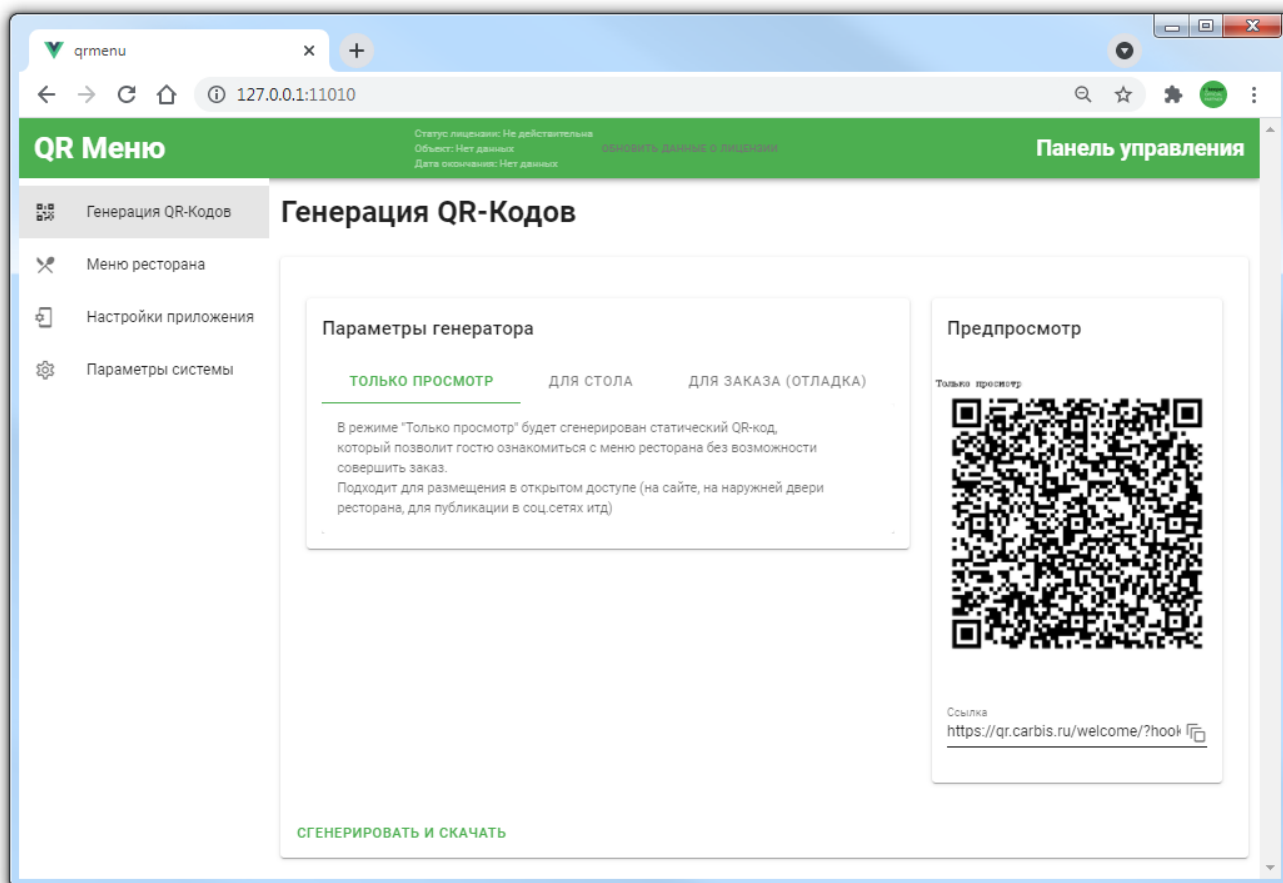 qrmenu
127.0.0.1:11010
QR Меню
Статус лицензии: Не действительна
Объект: Нет данных
Дата окончания: Нет данных
ОБНОВИТЬ ДАННЫЕ О ЛИЦЕНЗИИ
Панель управления
Генерация QR-Кодов
Меню ресторана
Настройки приложения
Параметры системы
Генерация QR-Кодов
Параметры генератора
ТОЛЬКО ПРОСМОТР
ДЛЯ СТОЛА
ДЛЯ ЗАКАЗА (ОТЛАДКА)
В режиме "Только просмотр" будет сгенерирован статический QR-код,
который позволит гостю ознакомиться с меню ресторана без возможности
совершить заказ.
Подходит для размещения в открытом доступе (на сайте, на наружней двери
ресторана, для публикации в соц.сетях итд)
Предпросмотр
Только просмотр
Ссылка
https://qr.carbis.ru/welcome/?hook
СГЕНЕРИРОВАТЬ И СКАЧАТЬ